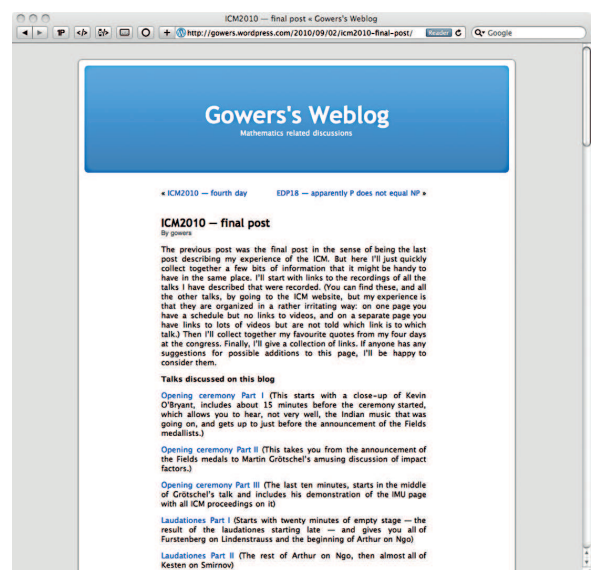 ICM2010 — final post « Gowers's Weblog
http://gowers.wordpress.com/2010/09/02/icm2010-final-post/ Reader Google
Gowers's Weblog
Mathematics related discussions
« ICM2010 — fourth day EDP18 — apparently P does not equal NP »
ICM2010 — final post
By gowers
The previous post was the final post in the sense of being the last
post describing my experience of the ICM. But here I'll just quickly
collect together a few bits of information that it might be handy to
have in the same place. I'll start with links to the recordings of all the
talks I have described that were recorded. (You can find these, and all
the other talks, by going to the ICM website, but my experience is
that they are organized in a rather irritating way: on one page you
have a schedule but no links to videos, and on a separate page you
have links to lots of videos but are not told which link is to which
talk.) Then I'll collect together my favourite quotes from my four days
at the congress. Finally, I'll give a collection of links. If anyone has any
suggestions for possible additions to this page, I'll be happy to
consider them.
Talks discussed on this blog
Opening ceremony Part I (This starts with a close-up of Kevin
O'Bryant, includes about 15 minutes before the ceremony started,
which allows you to hear, not very well, the Indian music that was
going on, and gets up to just before the announcement of the Fields
medallists.)
Opening ceremony Part II (This takes you from the announcement of
the Fields medals to Martin Grötschel's amusing discussion of impact
factors.)
Opening ceremony Part III (The last ten minutes, starts in the middle
of Grötschel's talk and includes his demonstration of the IMU page
with all ICM proceedings on it)
Laudationes Part I (Starts with twenty minutes of empty stage — the
result of the laudationes starting late — and gives you all of
Furstenberg on Lindenstrauss and the beginning of Arthur on Ngo)
Laudationes Part II (The rest of Arthur on Ngo, then almost all of
Kesten on Smirnov)